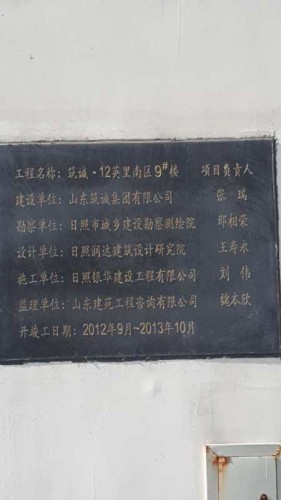 工程名称：筑诚·12英里南区9#楼 项目负责人
建设单位：山东筑诚集团有限公司 张瑞
勘察单位：日照市城乡建设勘察测绘院 郑相荣
设计单位：日照润达建筑设计研究院 王寿永
施工单位：日照银华建设工程有限公司 刘伟
监理单位：山东建苑工程咨询有限公司 魏本欣
开竣工日期：2012年9月~2013年10月